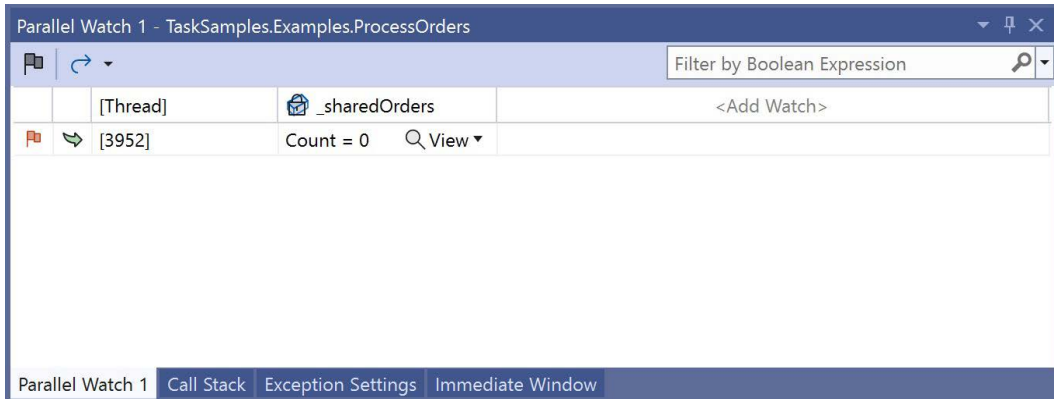 Parallel Watch 1 - TaskSamples.Examples.ProcessOrders
Filter by Boolean Expression
[Thread] _sharedOrders <Add Watch>
[3952] Count = 0 View
Parallel Watch 1 Call Stack Exception Settings Immediate Window